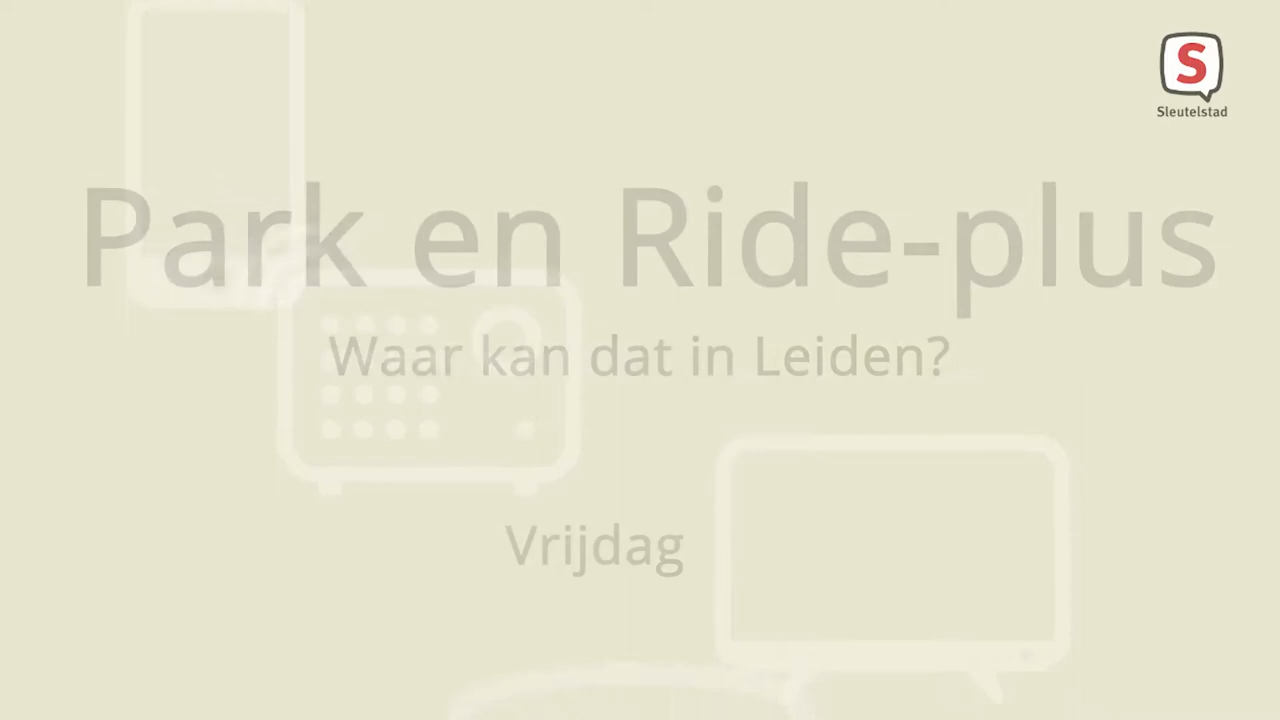 S
Sleutelstad
Park en Ride-plus
Waar kan dat in Leiden?
Vrijdag